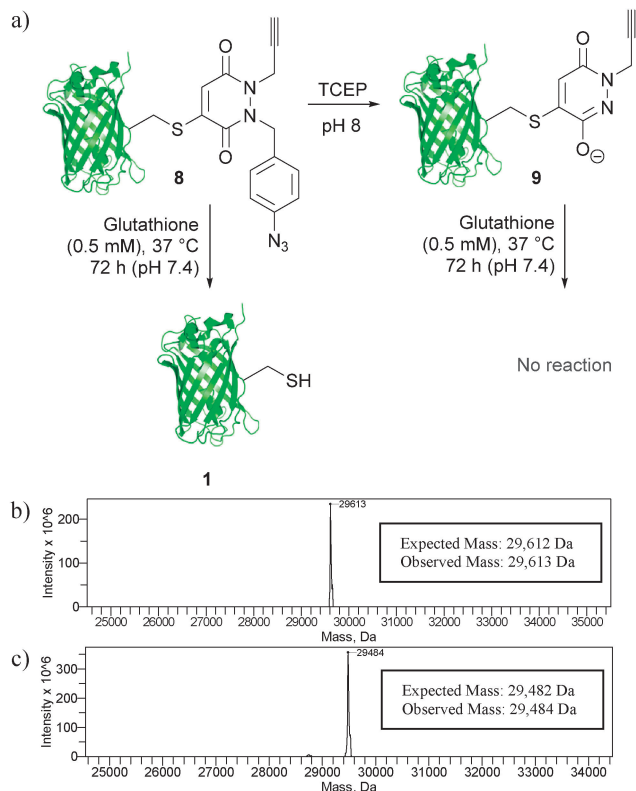 a)
O
N
N
O
S
N₃
8
TCEP
pH 8
O
N
N
S
O
⊖
9
Glutathione
(0.5 mM), 37 °C
72 h (pH 7.4)
Glutathione
(0.5 mM), 37 °C
72 h (pH 7.4)
SH
No reaction
1
b)
Intensity x 10^6
200
100
0
29613
Expected Mass: 29,612 Da
Observed Mass: 29,613 Da
25000 26000 27000 28000 29000 30000 31000 32000 33000 34000 35000
Mass, Da
c)
Intensity x 10^6
300
200
100
0
29484
Expected Mass: 29,482 Da
Observed Mass: 29,484 Da
25000 26000 27000 28000 29000 30000 31000 32000 33000 34000
Mass, Da